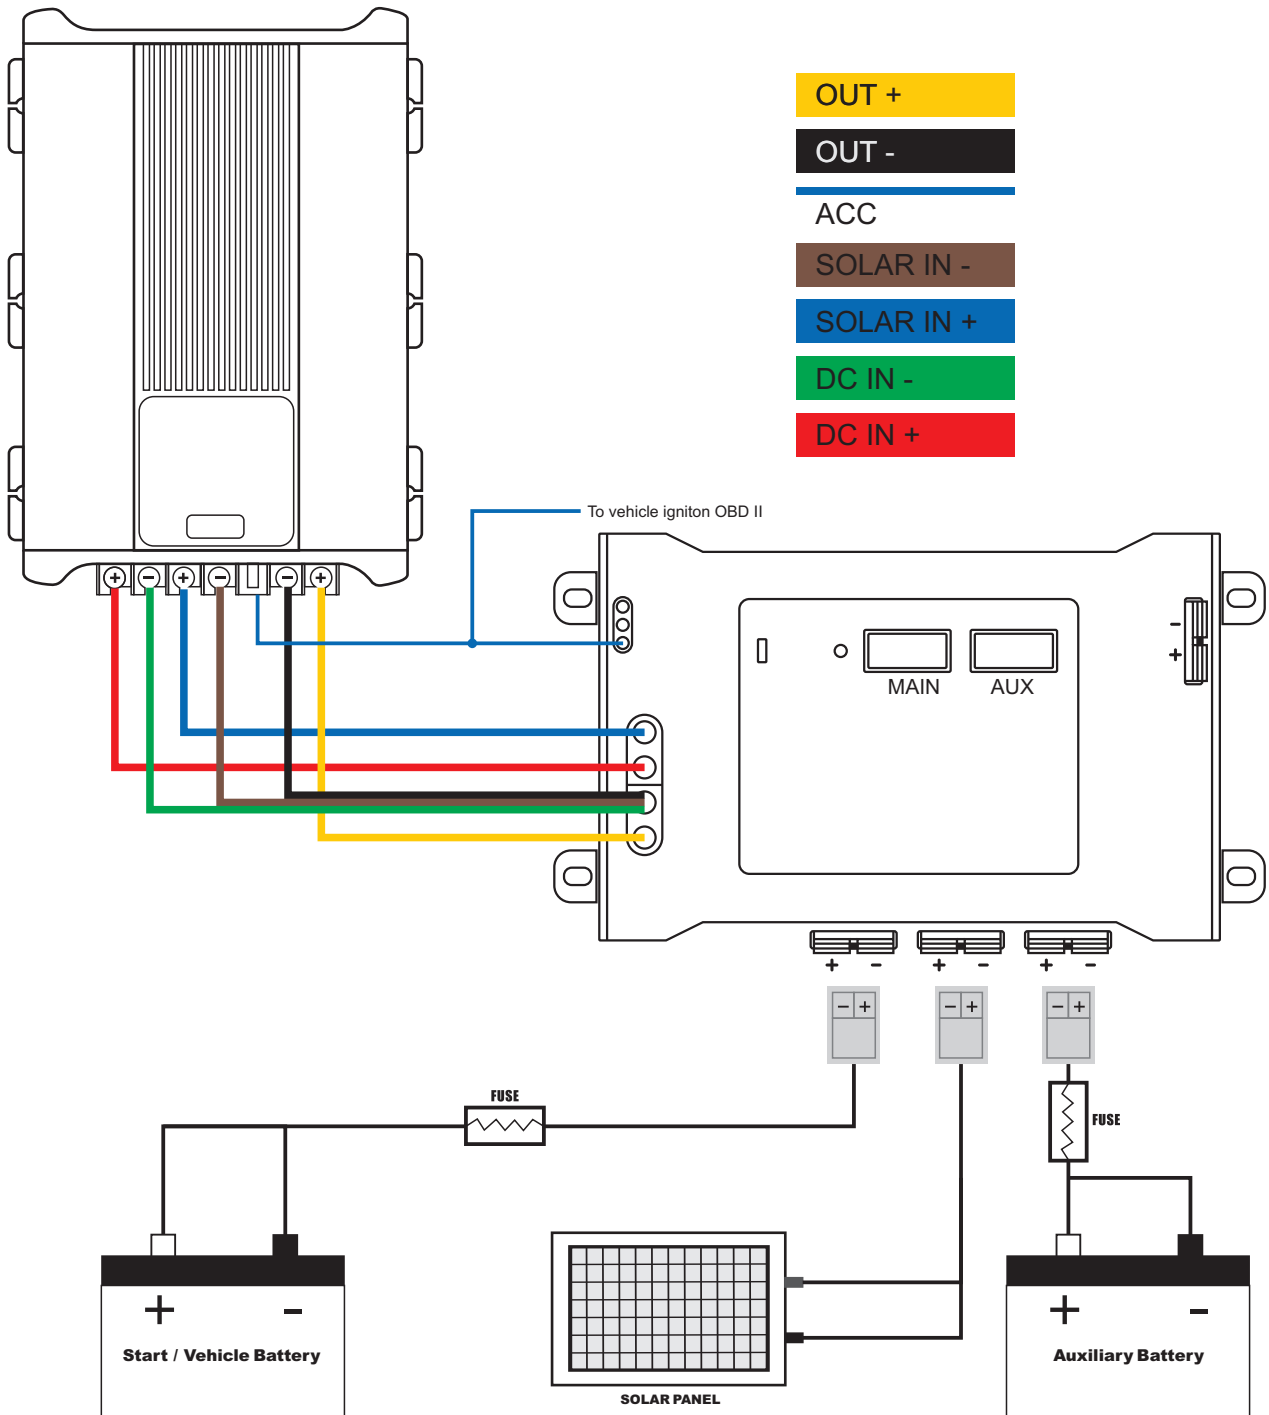 OUT +
OUT -
ACC
SOLAR IN -
SOLAR IN +
DC IN -
DC IN +
To vehicle igniton OBD II
+ - + - - +
-
+
MAIN AUX
+ - + - + -
- + - + - +
FUSE
FUSE
+ -
Start / Vehicle Battery
+ -
Auxiliary Battery
SOLAR PANEL